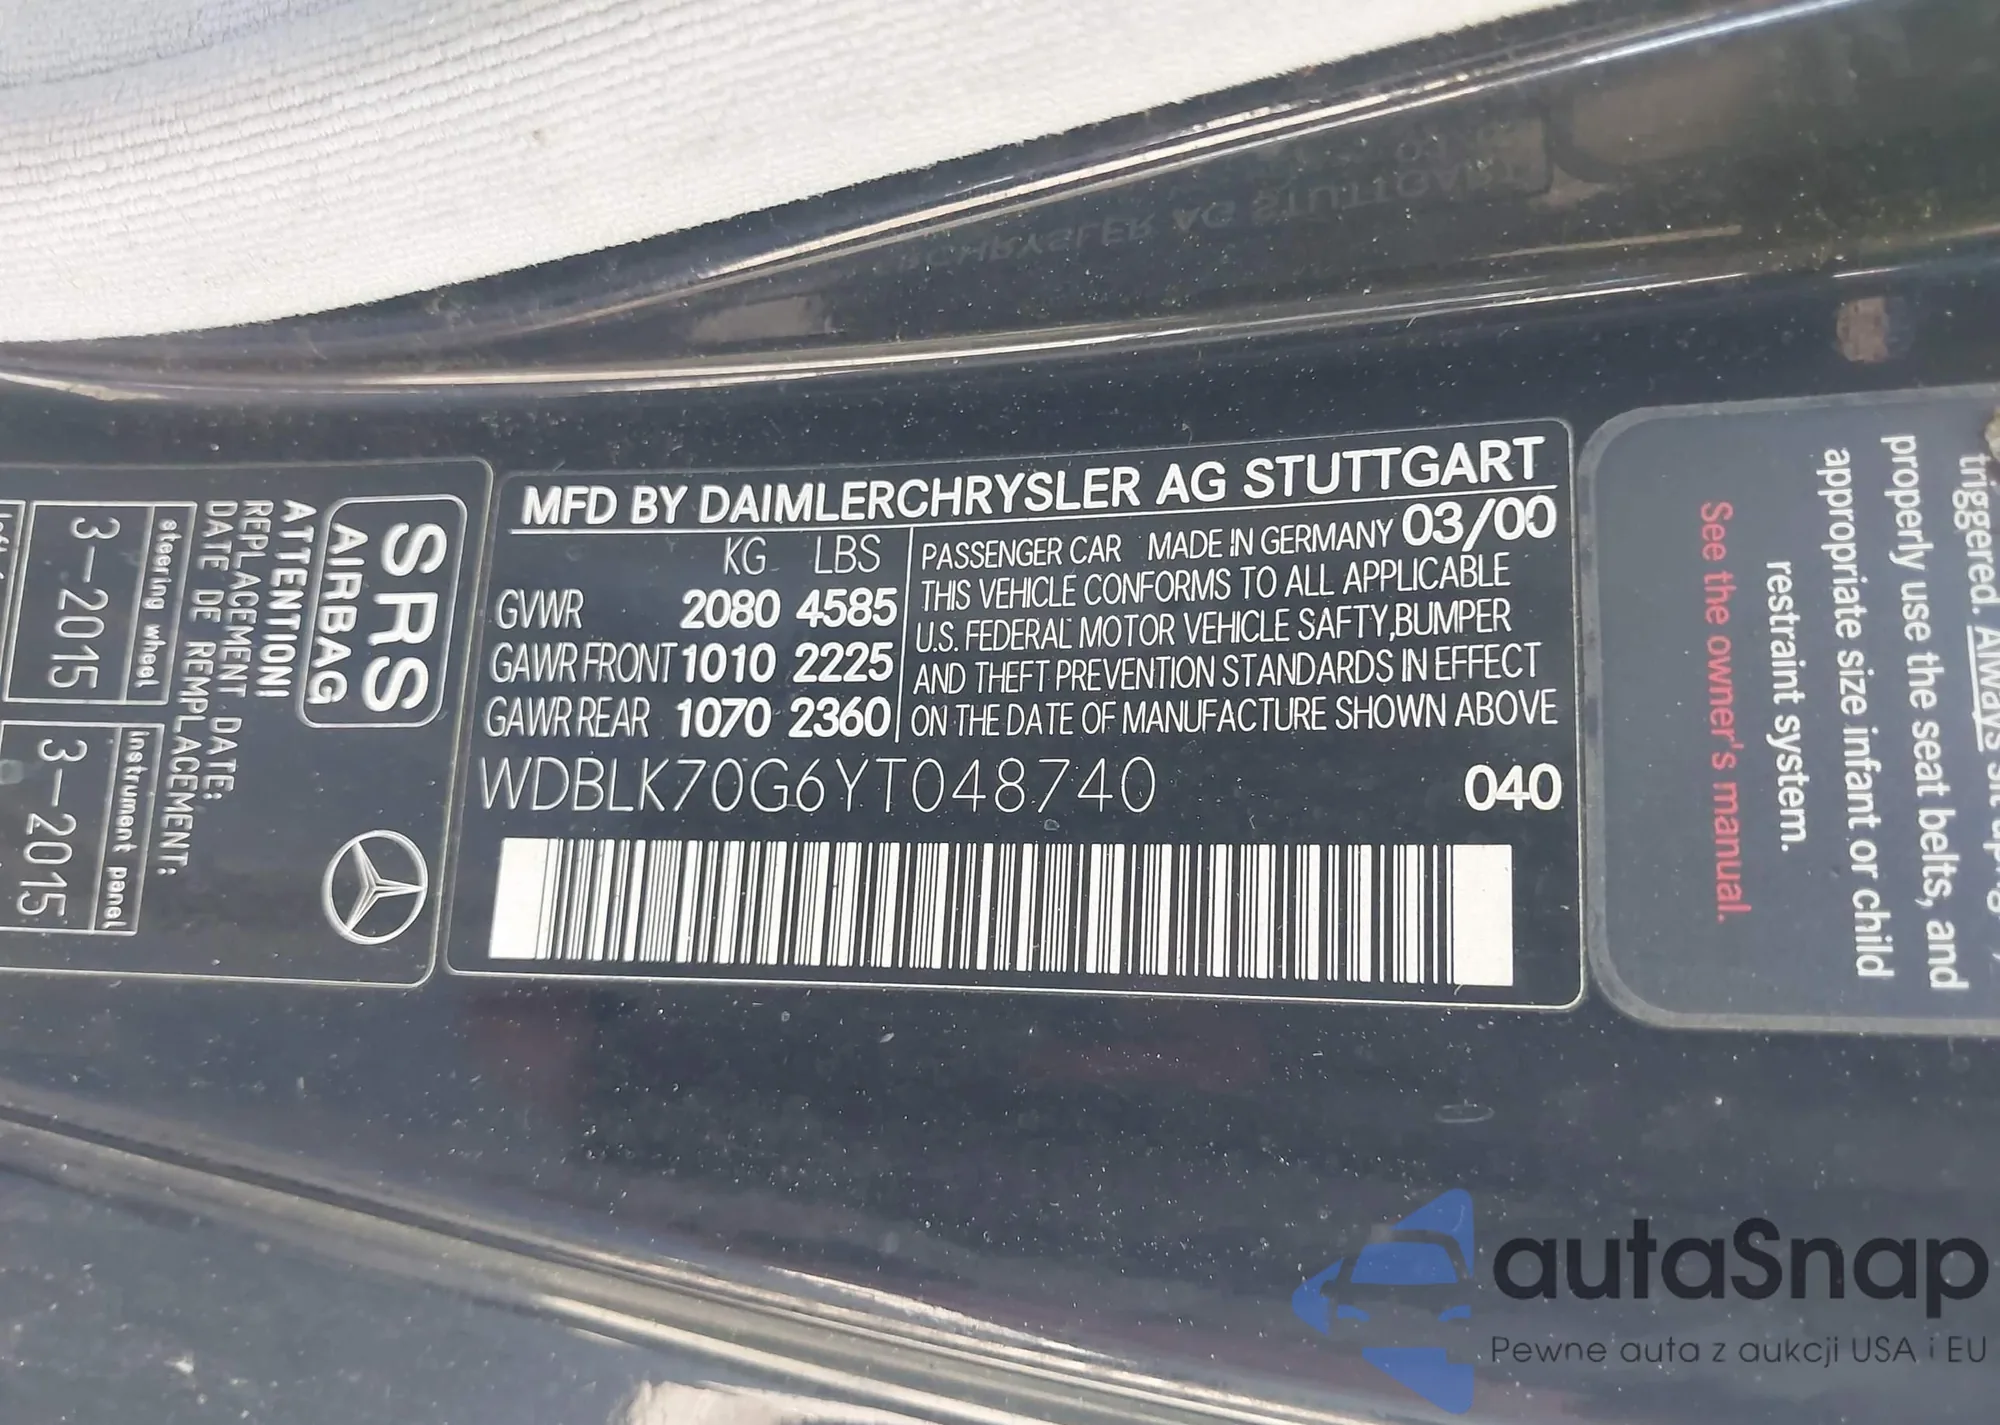 MFD BY DAIMLERCHRYSLER AG STUTTGART
KG LBS
GVWR 2080 4585
GAWR FRONT 1010 2225
GAWR REAR 1070 2360
PASSENGER CAR MADE IN GERMANY 03/00
THIS VEHICLE CONFORMS TO ALL APPLICABLE
U.S. FEDERAL MOTOR VEHICLE SAFTY,BUMPER
AND THEFT PREVENTION STANDARDS IN EFFECT
ON THE DATE OF MANUFACTURE SHOWN ABOVE
WDBLK70G6YT048740 040
SRS
AIRBAG
ATTENTION!
REPLACEMENT DATE:
DATE DE REMPLACEMENT:
steering wheel
3-2015
instrument panel
3-2015
triggered. Always sit
properly use the seat belts, and
appropriate size infant or child
restraint system.
See the owner's manual.
CHRYSLER AG STUTTGART
autaSnap
Pewne auta z aukcji USA i EU